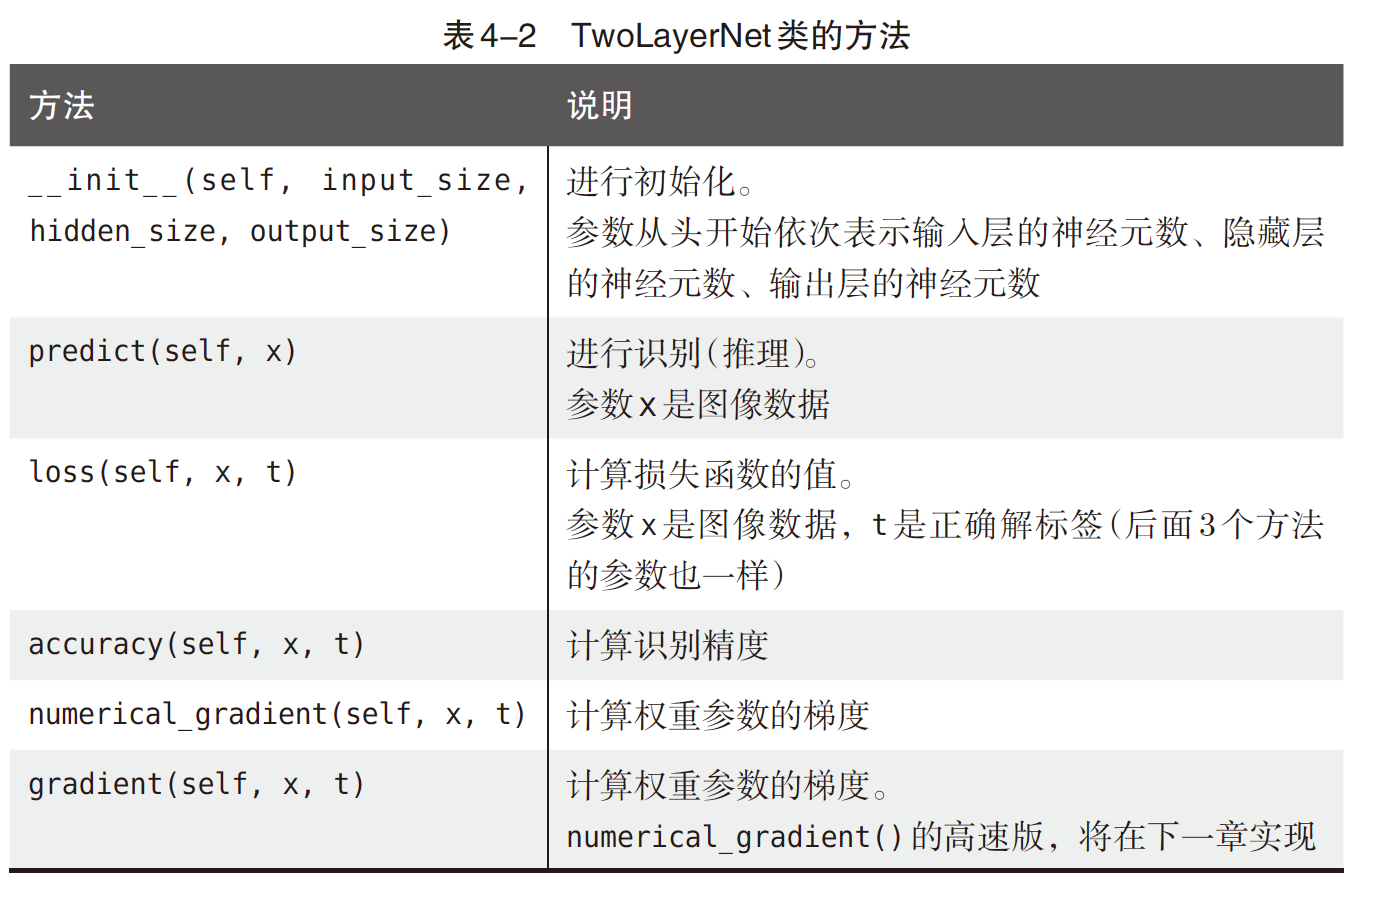 表4-2 TwoLayerNet类的方法
方法 说明
__init__(self, input_size, 进行初始化。
hidden_size, output_size) 参数从头开始依次表示输入层的神经元数、隐藏层
的神经元数、输出层的神经元数
predict(self, x) 进行识别(推理)。
参数x是图像数据
loss(self, x, t) 计算损失函数的值。
参数x是图像数据，t是正确解标签(后面3个方法
的参数也一样)
accuracy(self, x, t) 计算识别精度
numerical_gradient(self, x, t) 计算权重参数的梯度
gradient(self, x, t) 计算权重参数的梯度。
numerical_gradient()的高速版，将在下一章实现